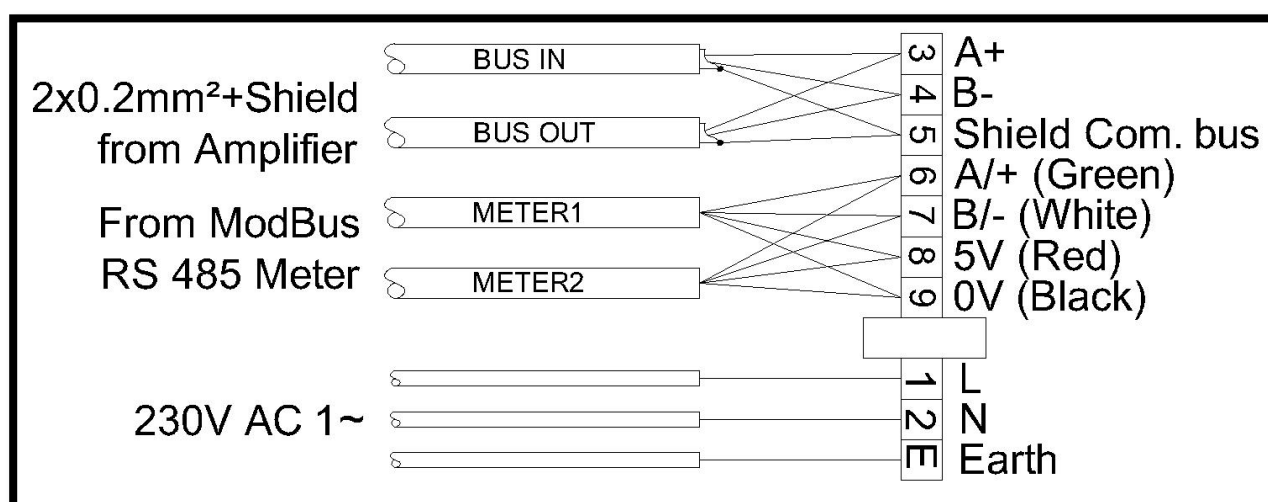 2x0.2mm²+Shield
from Amplifier
BUS IN
BUS OUT
3 A+
4 B-
5 Shield Com. bus
From ModBus
RS 485 Meter
METER1
METER2
6 A/+ (Green)
7 B/- (White)
8 5V (Red)
9 0V (Black)
230V AC 1~
1 L
2 N
E Earth